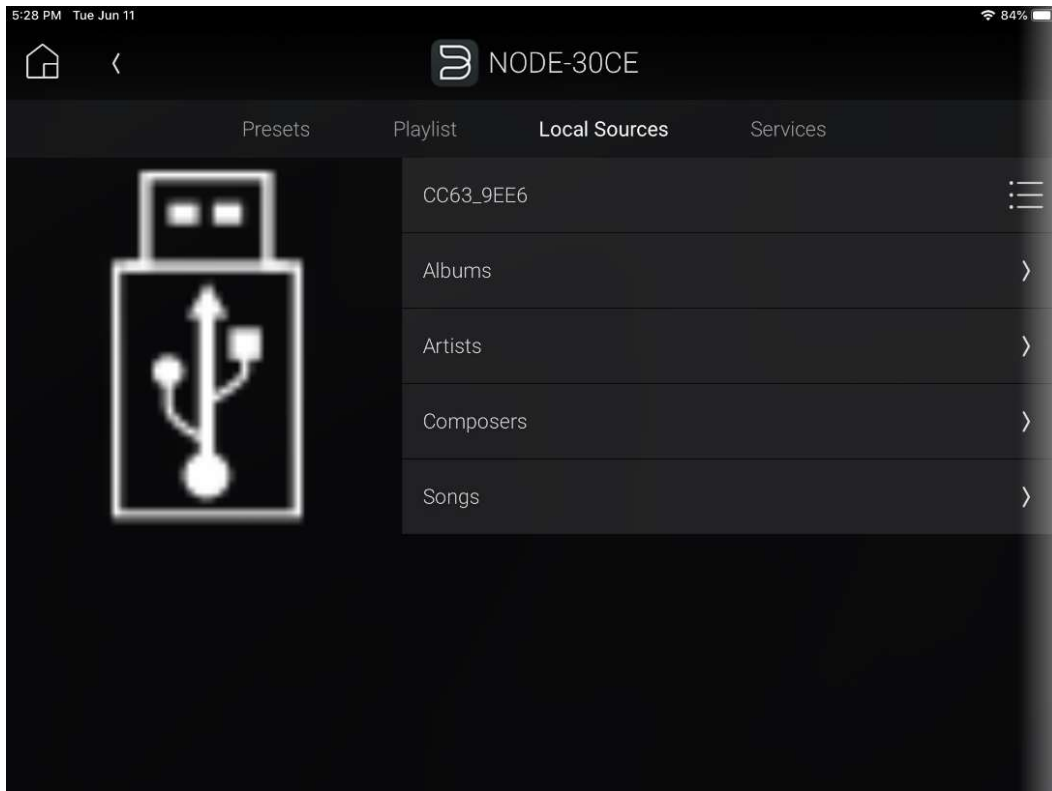 5:28 PM Tue Jun 11 84%
NODE-30CE
Presets Playlist Local Sources Services
CC63_9EE6
Albums
Artists
Composers
Songs